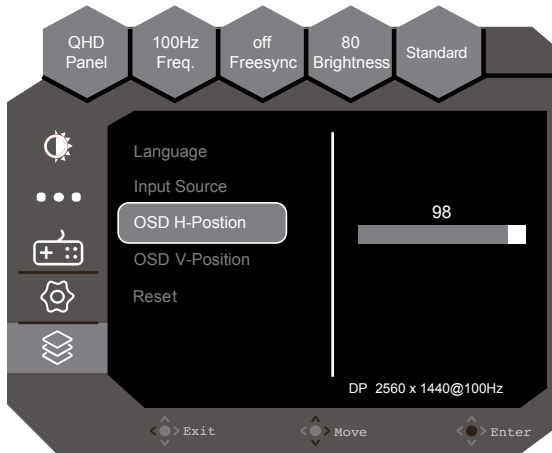 QHD
Panel
100Hz
Freq.
off
Freesync
80
Brightness
Standard
Language
Input Source
OSD H-Postion
OSD V-Position
Reset
98
DP 2560 x 1440@100Hz
Exit
Move
Enter